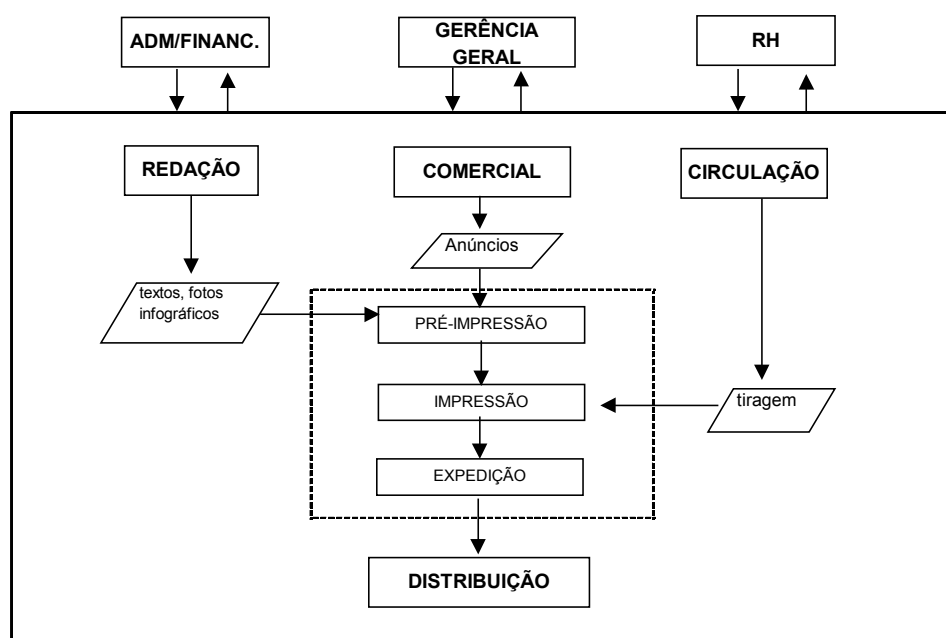 ADM/FINANC.
GERÊNCIA
GERAL
RH
REDAÇÃO
COMERCIAL
CIRCULAÇÃO
Anúncios
textos, fotos
infográficos
PRÉ-IMPRESSÃO
IMPRESSÃO
tiragem
EXPEDIÇÃO
DISTRIBUIÇÃO